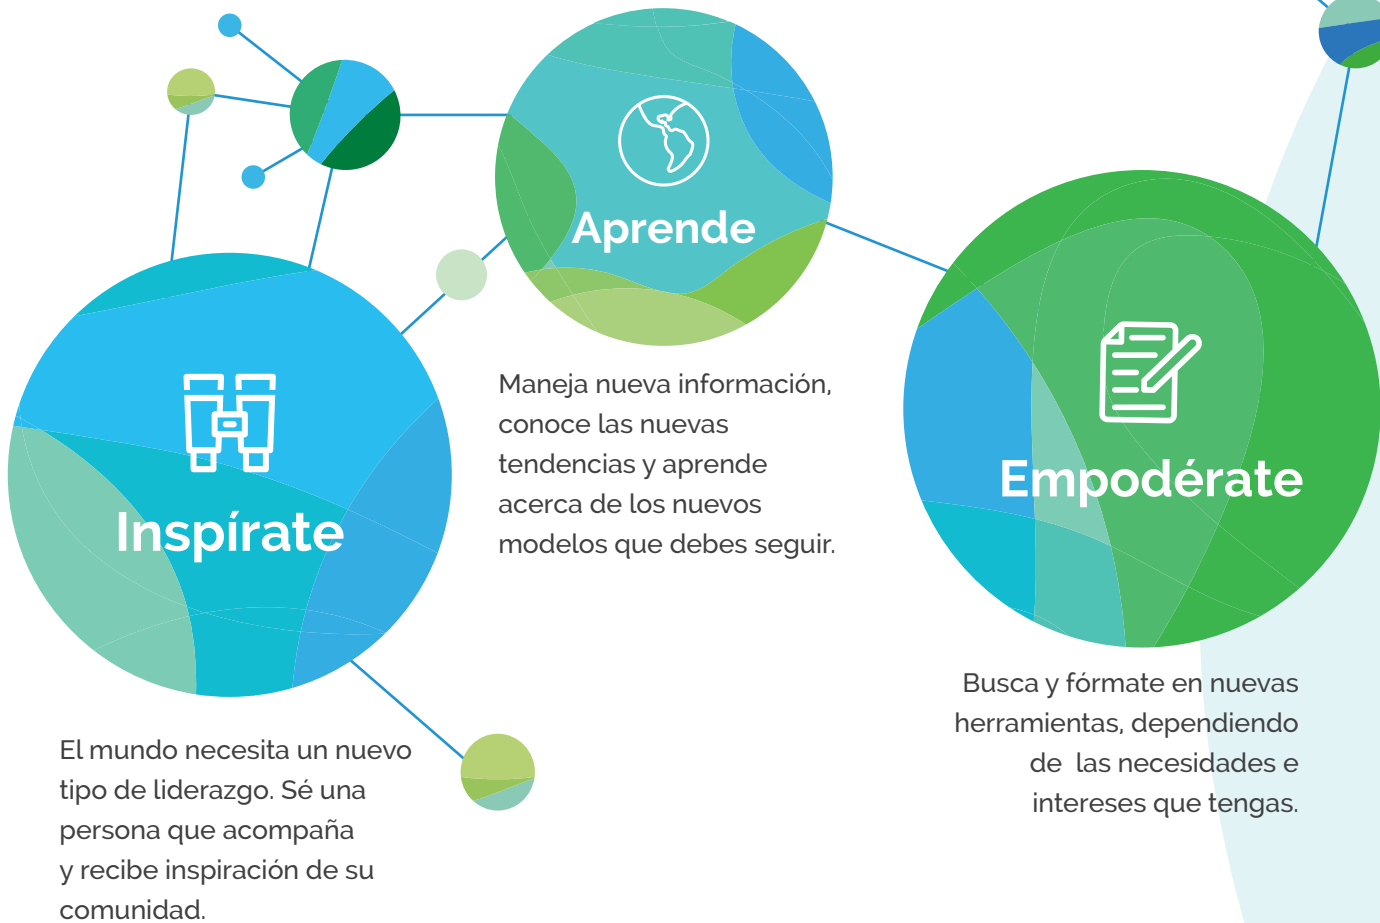 Inspírate
El mundo necesita un nuevo
tipo de liderazgo. Sé una
persona que acompaña
y recibe inspiración de su
comunidad.
Aprende
Maneja nueva información,
conoce las nuevas
tendencias y aprende
acerca de los nuevos
modelos que debes seguir.
Empodérate
Busca y fórmate en nuevas
herramientas, dependiendo
de  las necesidades e
intereses que tengas.